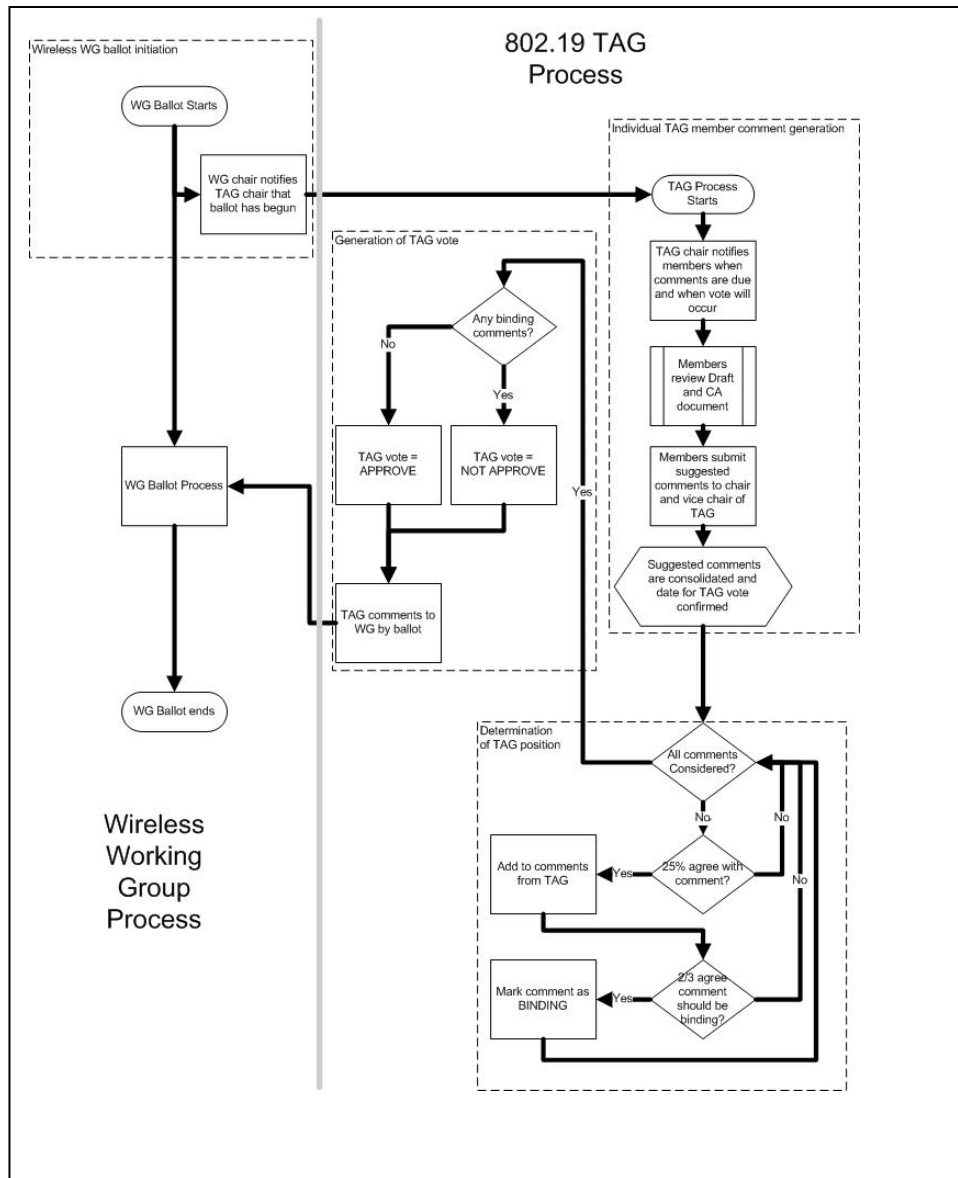 802.19 TAG
Process
Wireless WG ballot initiation
WG Ballot Starts
WG chair notifies
TAG chair that
ballot has begun
Individual TAG member comment generation
TAG Process
Starts
TAG chair notifies
members when
comments are due
and when vote will
occur
Members
review Draft
and CA
document
Members submit
suggested
comments to chair
and vice chair of
TAG
Suggested comments
are consolidated and
date for TAG vote
confirmed
Generation of TAG vote
Any binding
comments?
No
Yes
TAG vote =
APPROVE
TAG vote =
NOT APPROVE
Yes
TAG comments to
WG by ballot
WG Ballot Process
WG Ballot ends
Determination
of TAG position
All comments
Considered?
No
No
25% agree with
comment?
Yes
No
Add to comments
from TAG
2/3 agree
comment
should be
binding?
Yes
Mark comment as
BINDING
Wireless
Working
Group
Process